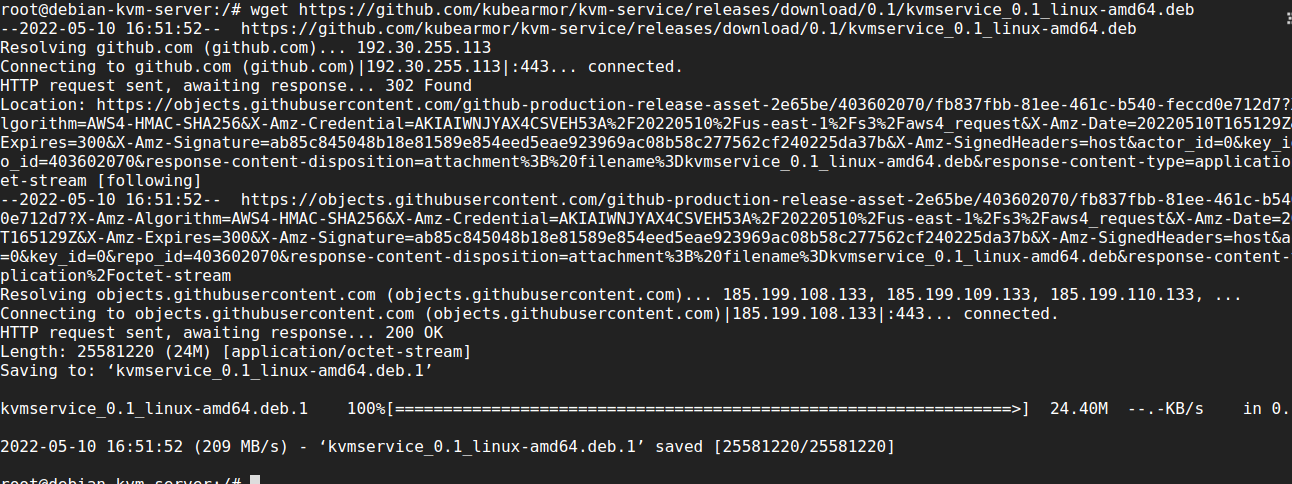 root@debian-kvm-server:/# wget https://github.com/kubearmor/kvm-service/releases/download/0.1/kvmservice_0.1_linux-amd64.deb
--2022-05-10 16:51:52--  https://github.com/kubearmor/kvm-service/releases/download/0.1/kvmservice_0.1_linux-amd64.deb
Resolving github.com (github.com)... 192.30.255.113
Connecting to github.com (github.com)|192.30.255.113|:443... connected.
HTTP request sent, awaiting response... 302 Found
Location: https://objects.githubusercontent.com/github-production-release-asset-2e65be/403602070/fb837fbb-81ee-461c-b540-feccd0e712d7?
lgorithm=AWS4-HMAC-SHA256&X-Amz-Credential=AKIAIWNJYAX4CSVEH53A%2F20220510%2Fus-east-1%2Fs3%2Faws4_request&X-Amz-Date=20220510T165129Z&
Expires=300&X-Amz-Signature=ab85c845048b18e81589e854eed5eae923969ac08b58c277562cf240225da37b&X-Amz-SignedHeaders=host&actor_id=0&key_i
o_id=403602070&response-content-disposition=attachment%3B%20filename%3Dkvmservice_0.1_linux-amd64.deb&response-content-type=applicatio
et-stream [following]
--2022-05-10 16:51:52--  https://objects.githubusercontent.com/github-production-release-asset-2e65be/403602070/fb837fbb-81ee-461c-b54
0e712d7?X-Amz-Algorithm=AWS4-HMAC-SHA256&X-Amz-Credential=AKIAIWNJYAX4CSVEH53A%2F20220510%2Fus-east-1%2Fs3%2Faws4_request&X-Amz-Date=2
T165129Z&X-Amz-Expires=300&X-Amz-Signature=ab85c845048b18e81589e854eed5eae923969ac08b58c277562cf240225da37b&X-Amz-SignedHeaders=host&a
=0&key_id=0&repo_id=403602070&response-content-disposition=attachment%3B%20filename%3Dkvmservice_0.1_linux-amd64.deb&response-content-
plication%2Foctet-stream
Resolving objects.githubusercontent.com (objects.githubusercontent.com)... 185.199.108.133, 185.199.109.133, 185.199.110.133, ...
Connecting to objects.githubusercontent.com (objects.githubusercontent.com)|185.199.108.133|:443... connected.
HTTP request sent, awaiting response... 200 OK
Length: 25581220 (24M) [application/octet-stream]
Saving to: ‘kvmservice_0.1_linux-amd64.deb.1’
kvmservice_0.1_linux-amd64.deb.1    100%[================================================================>]  24.40M  --.-KB/s    in 0.
2022-05-10 16:51:52 (209 MB/s) - ‘kvmservice_0.1_linux-amd64.deb.1’ saved [25581220/25581220]
root@debian-kvm-server:/#